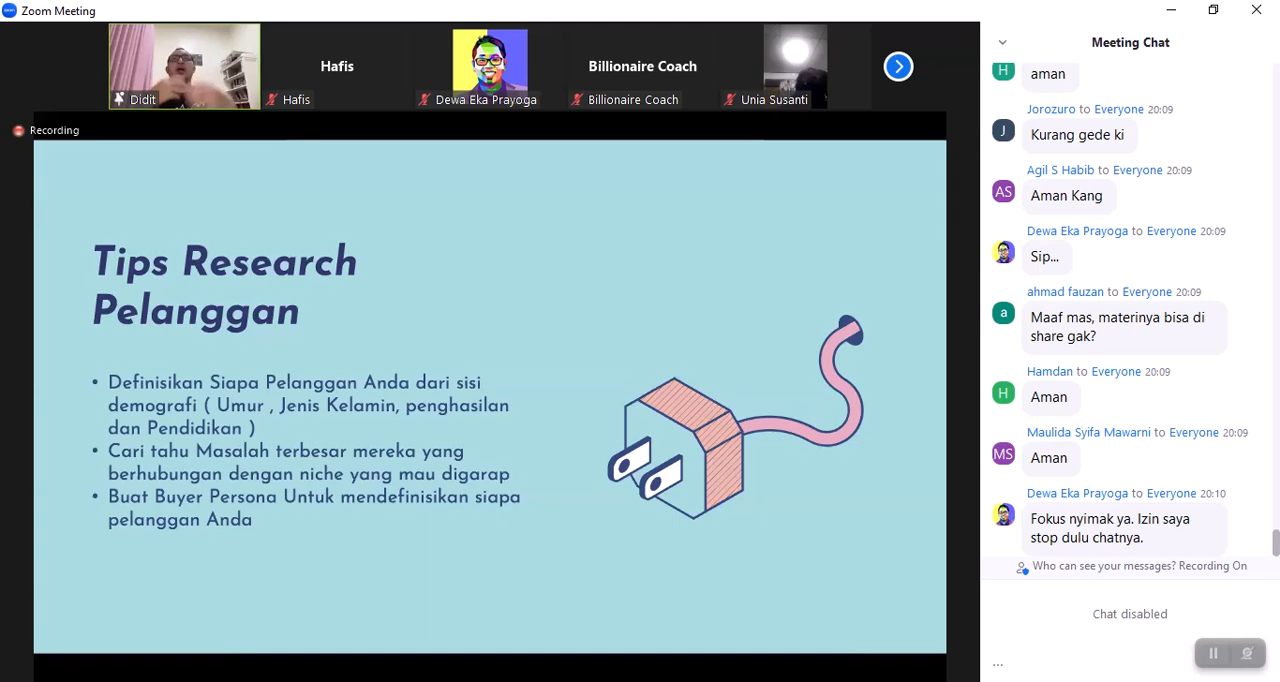 Zoom Meeting
Hafis
Billionaire Coach
Didit
Hafis
Dewa Eka Prayoga
Billionaire Coach
Unia Susanti
Recording
Tips Research
Pelanggan
• Definisikan Siapa Pelanggan Anda dari sisi
demografi ( Umur , Jenis Kelamin, penghasilan
dan Pendidikan )
• Cari tahu Masalah terbesar mereka yang
berhubungan dengan niche yang mau digarap
• Buat Buyer Persona Untuk mendefinisikan siapa
pelanggan Anda
Meeting Chat
H
aman
Jorozuro to Everyone 20:09
J
Kurang gede ki
Agil S Habib to Everyone 20:09
AS
Aman Kang
Dewa Eka Prayoga to Everyone 20:09
Sip...
ahmad fauzan to Everyone 20:09
a
Maaf mas, materinya bisa di
share gak?
Hamdan to Everyone 20:09
H
Aman
Maulida Syifa Mawarni to Everyone 20:09
MS
Aman
Dewa Eka Prayoga to Everyone 20:10
Fokus nyimak ya. Izin saya
stop dulu chatnya.
Who can see your messages? Recording On
Chat disabled
...